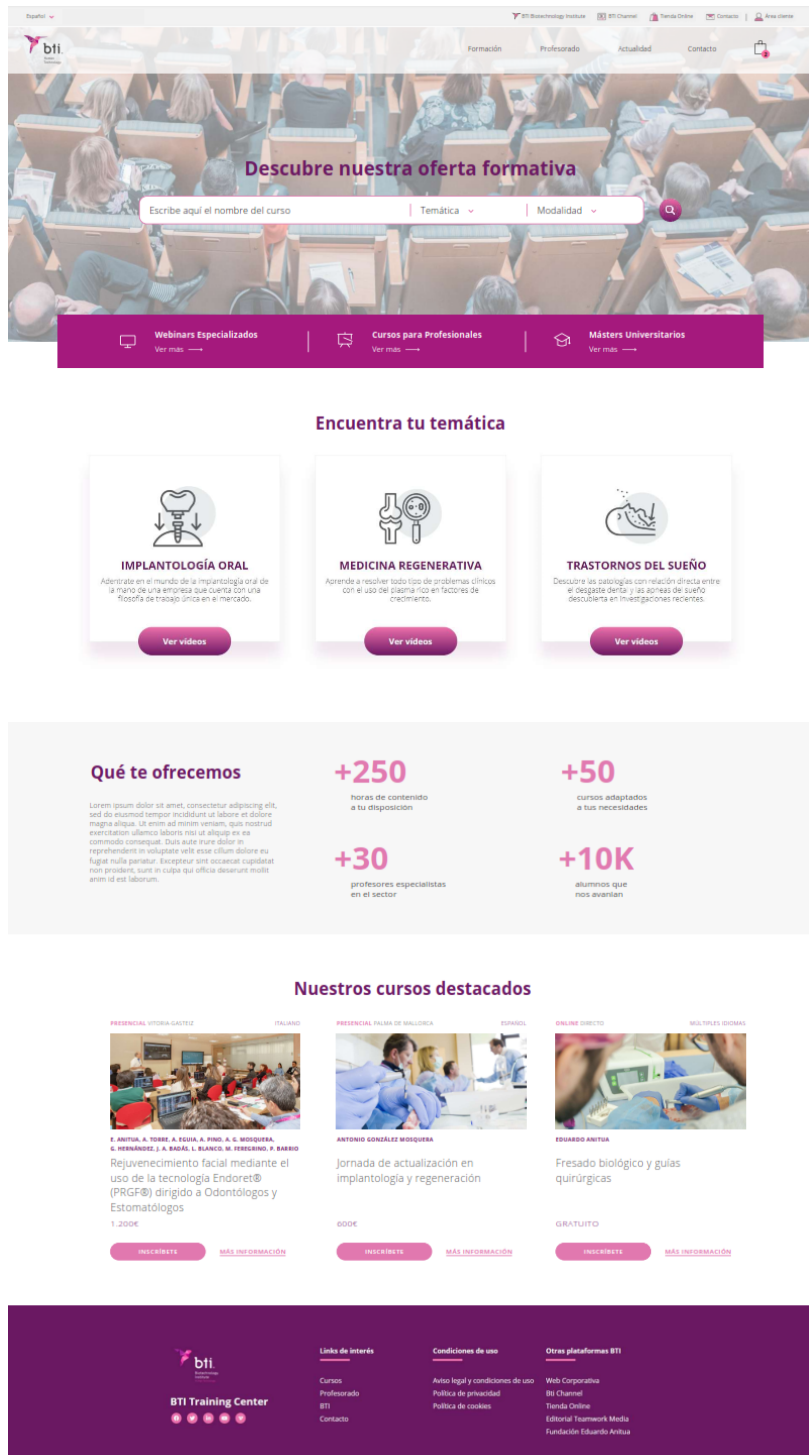 Español
BTI Biotechnology Institute
BTI Channel
Tienda Online
Contacto
Area cliente
bti.
Formación
Profesorado
Actualidad
Contacto
2
Descubre nuestra oferta formativa
Escribe aquí el nombre del curso
Temática
Modalidad
Webinars Especializados
Ver más
Cursos para Profesionales
Ver más
Másters Universitarios
Ver más
Encuentra tu temática
IMPLANTOLOGÍA ORAL
Adentrate en el mundo de la implantología oral de
la mano de una empresa que cuenta con una
filosofía de trabajo única en el mercado.
Ver vídeos
MEDICINA REGENERATIVA
Aprende a resolver todo tipo de problemas clínicos
con el uso del plasma rico en factores de
crecimiento.
Ver vídeos
TRASTORNOS DEL SUEÑO
Descubre las patologías con relación directa entre
el desgaste dental y las apneas del sueño
descubierta en investigaciones recientes.
Ver vídeos
Qué te ofrecemos
Lorem ipsum dolor sit amet, consectetur adipiscing elit,
sed do eiusmod tempor incididunt ut labore et dolore
magna aliqua. Ut enim ad minim veniam, quis nostrud
exercitation ullamco laboris nisi ut aliquip ex ea
commodo consequat. Duis aute irure dolor in
reprehenderit in voluptate velit esse cillum dolore eu
fugiat nulla pariatur. Excepteur sint occaecat cupidatat
non proident, sunt in culpa qui officia deserunt mollit
anim id est laborum.
+250
horas de contenido
a tu disposición
+50
cursos adaptados
a tus necesidades
+30
profesores especialistas
en el sector
+10K
alumnos que
nos avanlan
Nuestros cursos destacados
PRESENCIAL VITORIA-GASTEIZ
ITALIANO
E. ANITUA, A. TORRE, A. EGUIA, A. PINO, A. G. MOSQUERA,
G. HERNÁNDEZ, J. A. BADÁS, L. BLANCO, M. FEREGRINO, P. BARRIO
Rejuvenecimiento facial mediante el
uso de la tecnología Endoret®
(PRGF®) dirigido a Odontólogos y
Estomatólogos
1.200€
INSCRÍBETE
MÁS INFORMACIÓN
PRESENCIAL PALMA DE MALLORCA
ESPAÑOL
ANTONIO GONZÁLEZ MOSQUERA
Jornada de actualización en
implantología y regeneración
600€
INSCRÍBETE
MÁS INFORMACIÓN
ONLINE DIRECTO
MÚLTIPLES IDIOMAS
EDUARDO ANITUA
Fresado biológico y guías
quirúrgicas
GRATUITO
INSCRÍBETE
MÁS INFORMACIÓN
bti.
BTI Training Center
Links de interés
Cursos
Profesorado
BTI
Contacto
Condiciones de uso
Aviso legal y condiciones de uso
Política de privacidad
Política de cookies
Otras plataformas BTI
Web Corporativa
Bti Channel
Tienda Online
Editorial Teamwork Media
Fundación Eduardo Anitua